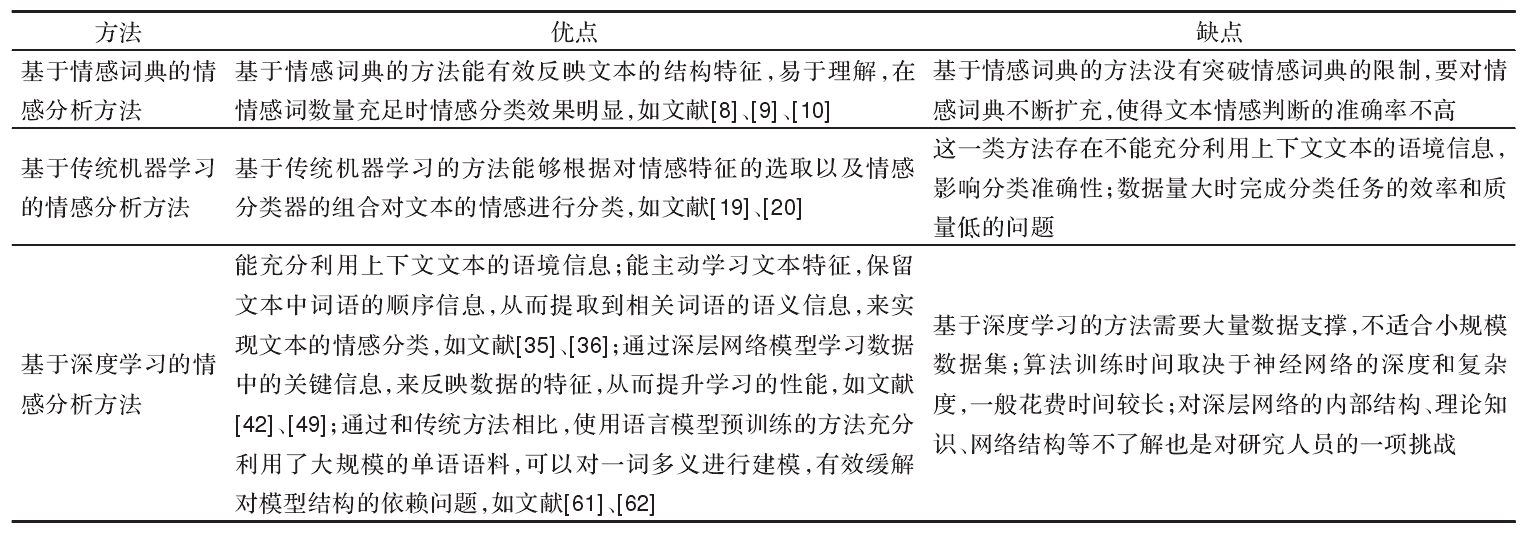 方法 优点 缺点
基于情感词典的情
感分析方法
基于情感词典的方法能有效反映文本的结构特征,易于理解,在
情感词数量充足时情感分类效果明显,如文献[8]、[9]、[10]
基于情感词典的方法没有突破情感词典的限制,要对情
感词典不断扩充,使得文本情感判断的准确率不高
基于传统机器学习
的情感分析方法
基于传统机器学习的方法能够根据对情感特征的选取以及情感
分类器的组合对文本的情感进行分类,如文献[19]、[20]
这一类方法存在不能充分利用上下文文本的语境信息,
影响分类准确性;数据量大时完成分类任务的效率和质
量低的问题
基于深度学习的情
感分析方法
能充分利用上下文文本的语境信息;能主动学习文本特征,保留
文本中词语的顺序信息,从而提取到相关词语的语义信息,来实
现文本的情感分类,如文献[35]、[36];通过深层网络模型学习数据
中的关键信息,来反映数据的特征,从而提升学习的性能,如文献
[42]、[49];通过和传统方法相比,使用语言模型预训练的方法充分
利用了大规模的单语语料,可以对一词多义进行建模,有效缓解
对模型结构的依赖问题,如文献[61]、[62]
基于深度学习的方法需要大量数据支撑,不适合小规模
数据集;算法训练时间取决于神经网络的深度和复杂
度,一般花费时间较长;对深层网络的内部结构、理论知
识、网络结构等不了解也是对研究人员的一项挑战